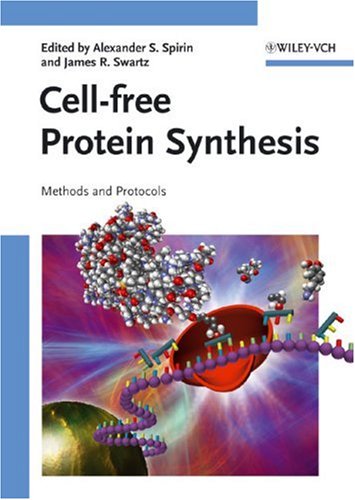 Edited by Alexander S. Spirin
and James R. Swartz
WILEY-VCH
Cell-free
Protein Synthesis
Methods and Protocols